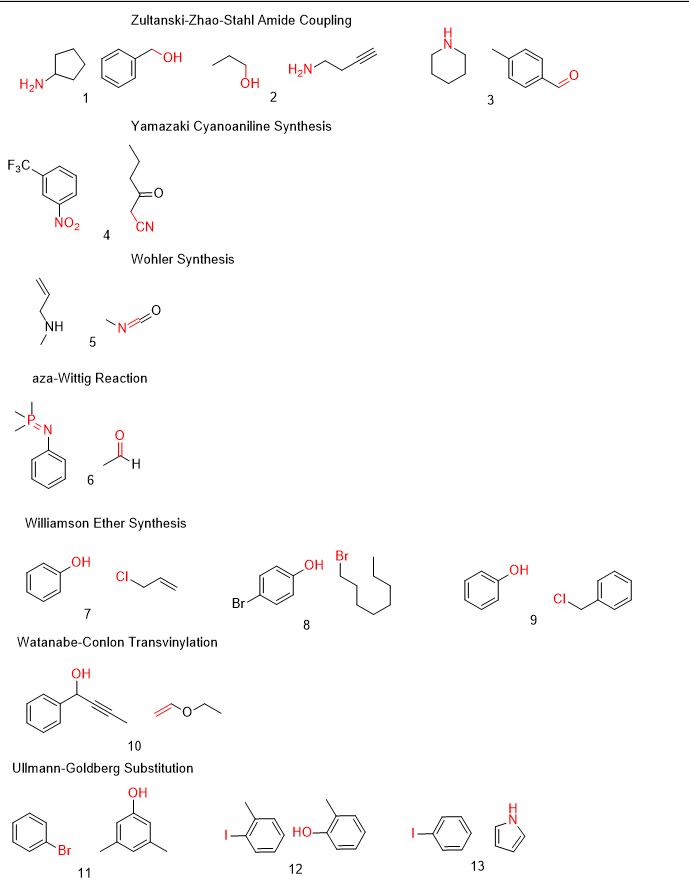 Zultanski-Zhao-Stahl Amide Coupling
H₂N OH OH H₂N HN O
1 2 3
Yamazaki Cyanoaniline Synthesis
F₃C NO₂ O CN
4
Wohler Synthesis
NH N O
5
aza-Wittig Reaction
P N O H
6
Williamson Ether Synthesis
OH Cl Br OH Br OH Cl
7 8 9
Watanabe-Conlon Transvinylation
OH O
10
Ullmann-Goldberg Substitution
Br OH I HO I HN
11 12 13